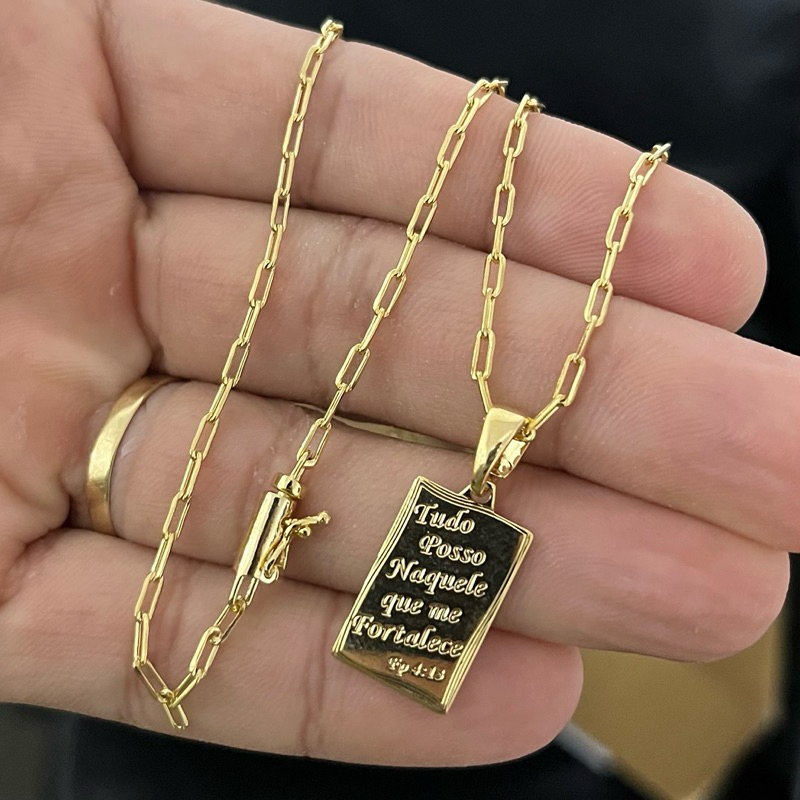 Tudo
Posso
Naquele
que me
Fortalece
Fp 4:13